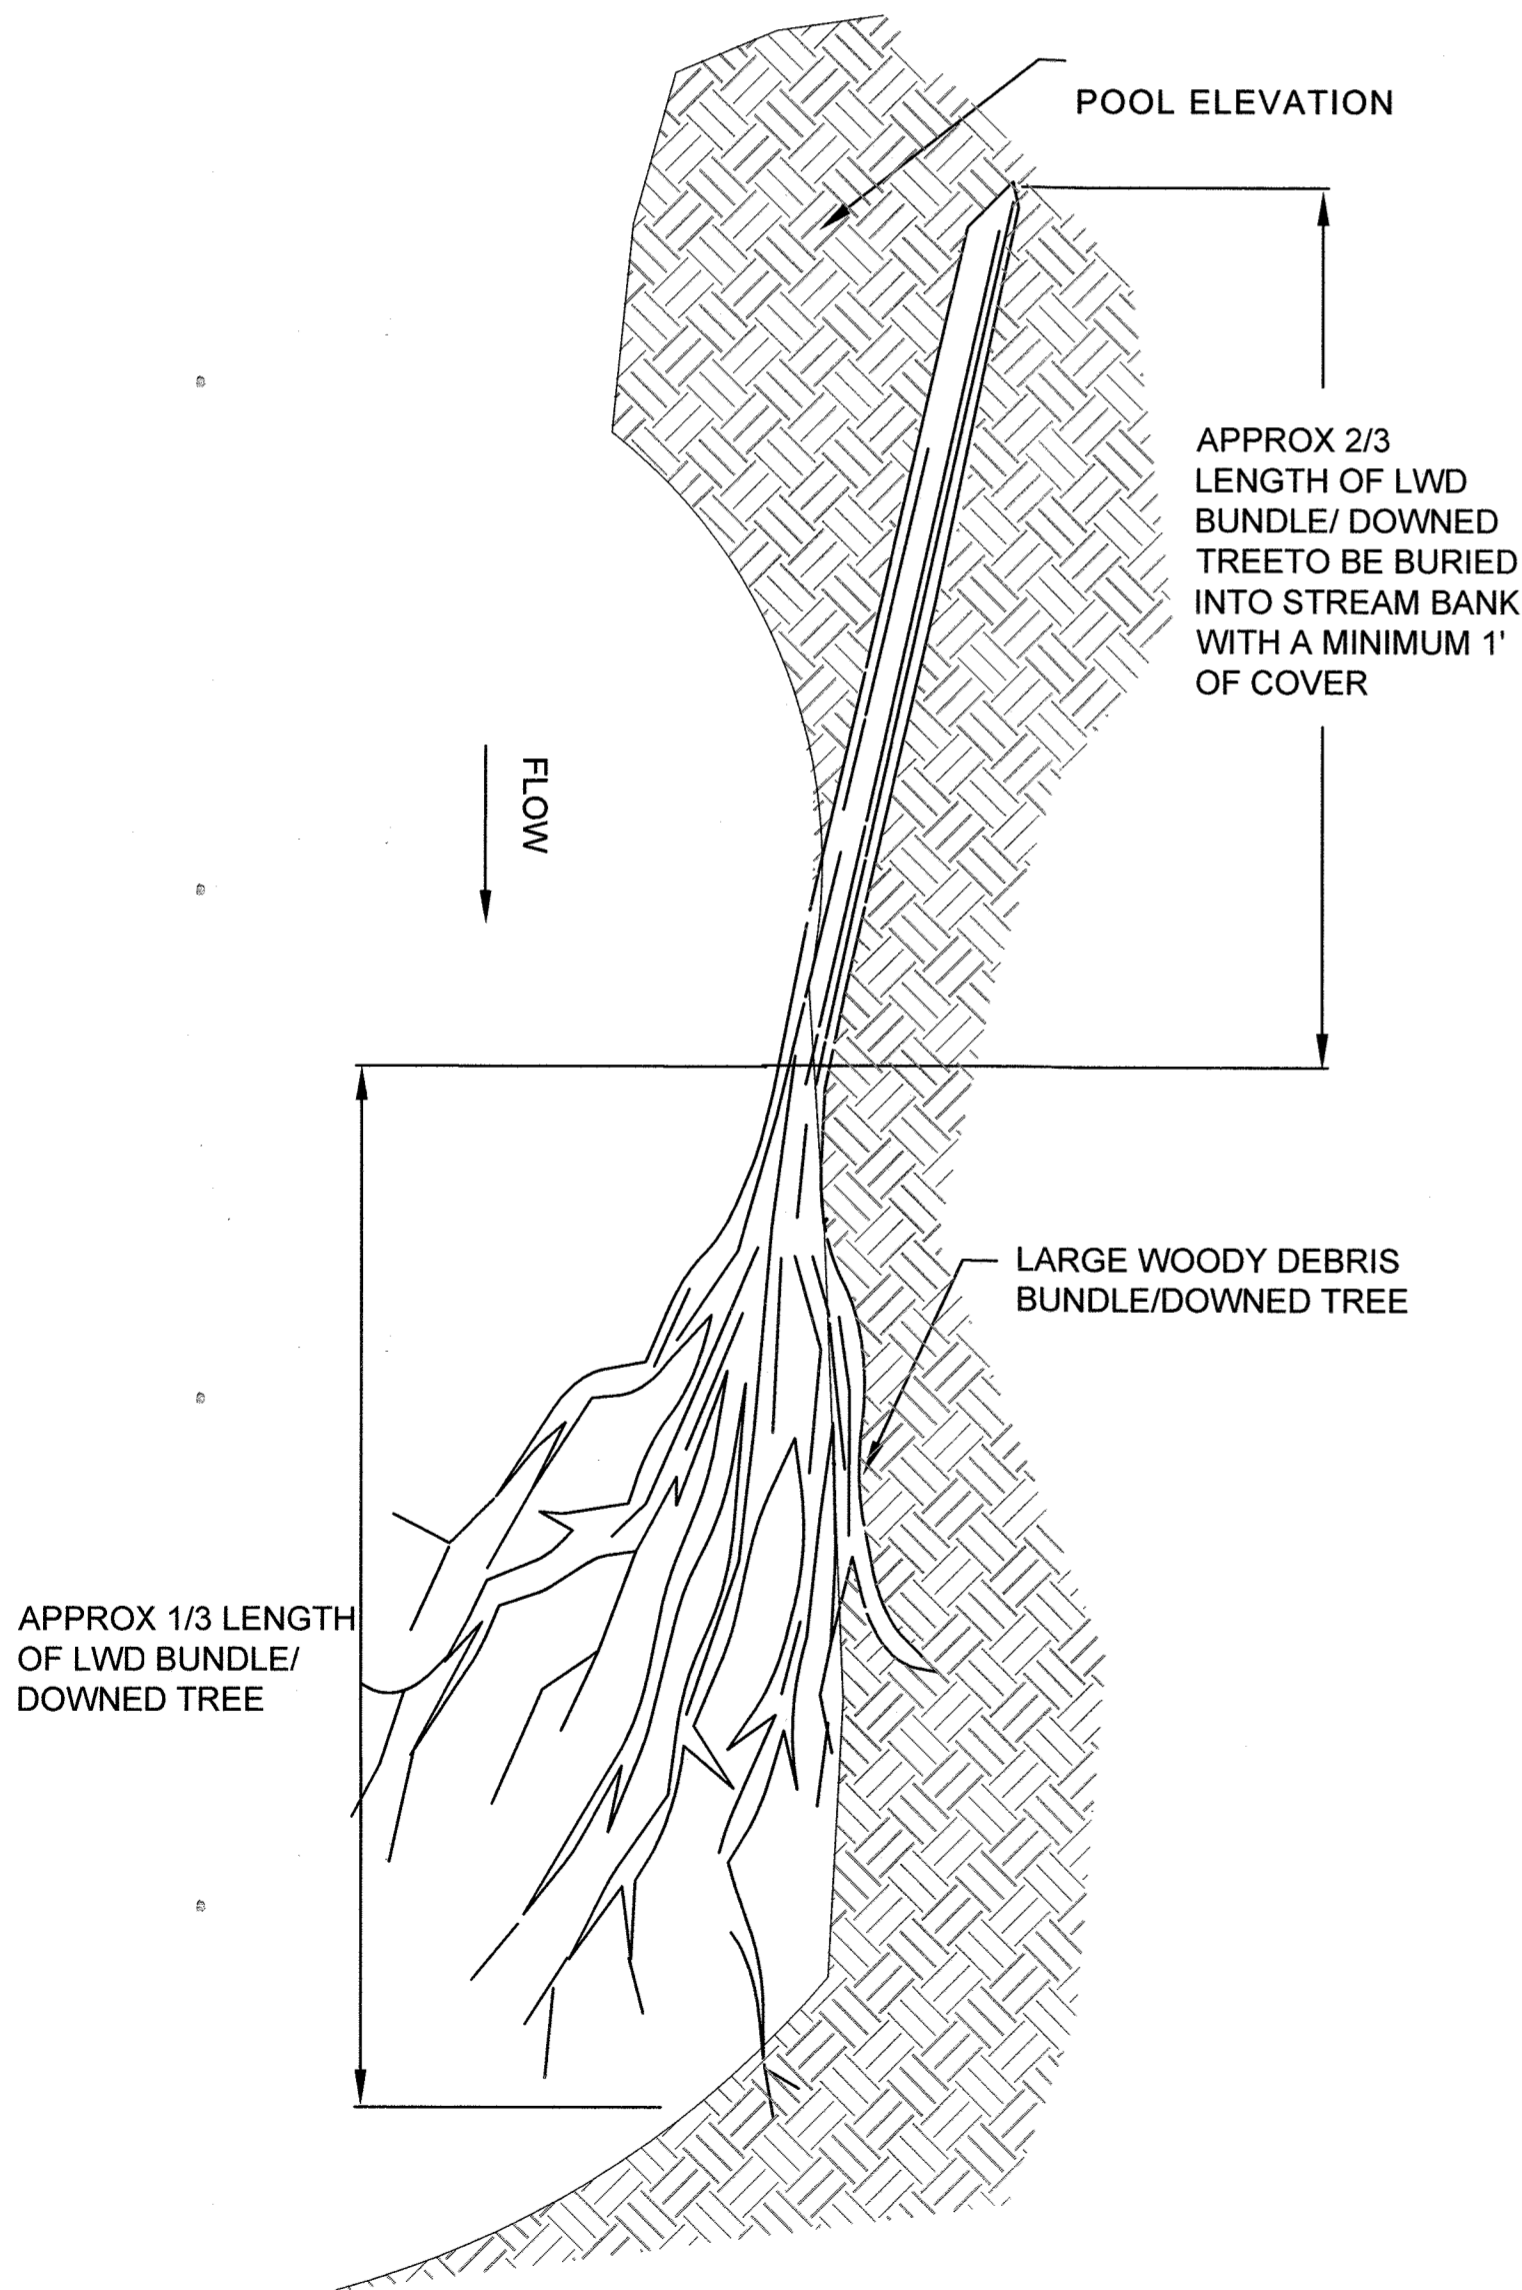 POOL ELEVATION
APPROX 2/3
LENGTH OF LWD
BUNDLE/ DOWNED
TREETO BE BURIED
INTO STREAM BANK
WITH A MINIMUM 1'
OF COVER
FLOW
LARGE WOODY DEBRIS
BUNDLE/DOWNED TREE
APPROX 1/3 LENGTH
OF LWD BUNDLE/
DOWNED TREE